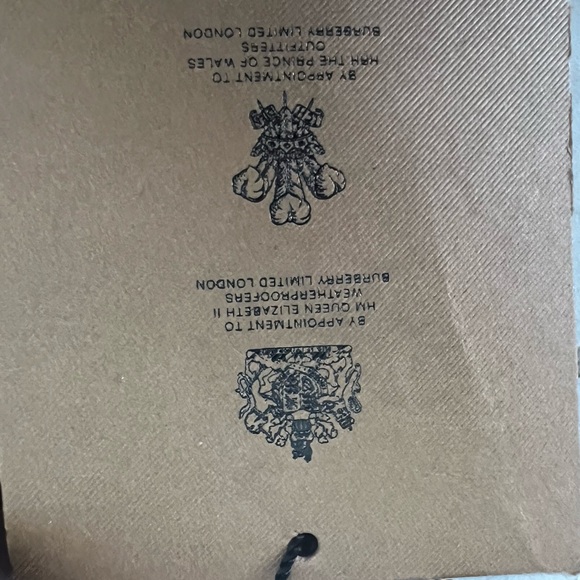 BY APPOINTMENT TO
HM QUEEN ELIZABETH II
WEATHERPROOFERS
BURBERRY LIMITED LONDON
BY APPOINTMENT TO
HRH THE PRINCE OF WALES
OUTFITTERS
BURBERRY LIMITED LONDON